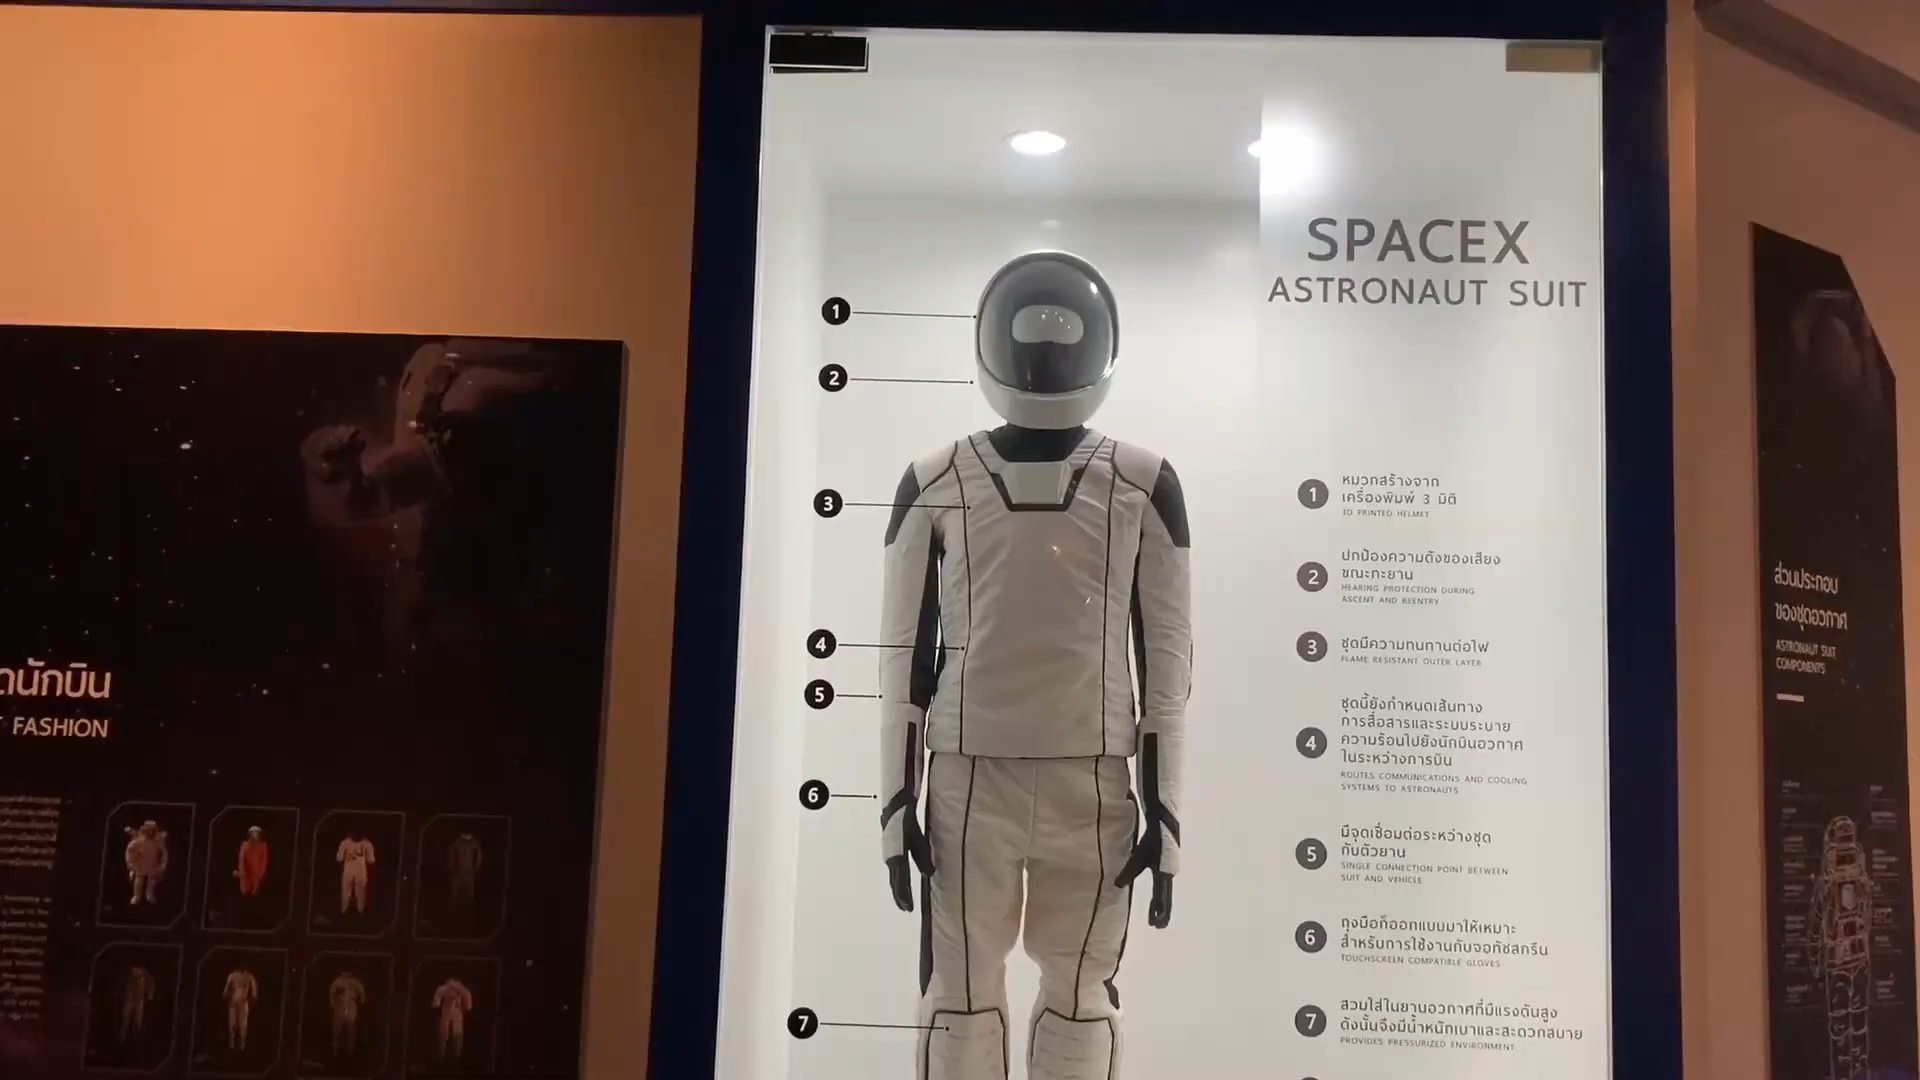 ดนักบิน
FASHION
SPACEX
ASTRONAUT SUIT
1
2
3
4
5
6
7
1
หมวกสร้างจาก
เครื่องพิมพ์ 3 มิติ
3D PRINTED HELMET
2
ปกป้องความดังของเสียง
ขณะทะยาน
HEARING PROTECTION DURING
ASCENT AND REENTRY
3
ชุดมีความทนทานต่อไฟ
FLAME RESISTANT OUTER LAYER
4
ชุดนี้ยังกำหนดเส้นทาง
การสื่อสารและระบบระบาย
ความร้อนไปยังนักบินอวกาศ
ในระหว่างการบิน
ROUTES COMMUNICATIONS AND COOLING
SYSTEMS TO ASTRONAUTS
5
มีจุดเชื่อมต่อระหว่างชุด
กับตัวยาน
SINGLE CONNECTION POINT BETWEEN
SUIT AND VEHICLE
6
ถุงมือก็ออกแบบมาให้เหมาะ
สำหรับการใช้งานกับจอทัชสกรีน
TOUCHSCREEN COMPATIBLE GLOVES
7
สวมใส่ในยานอวกาศที่มีแรงดันสูง
ดังนั้นจึงมีน้ำหนักเบาและสะดวกสบาย
PROVIDES PRESSURIZED ENVIRONMENT
ส่วนประกอบ
ของชุดอวกาศ
ASTRONAUT SUIT
COMPONENTS